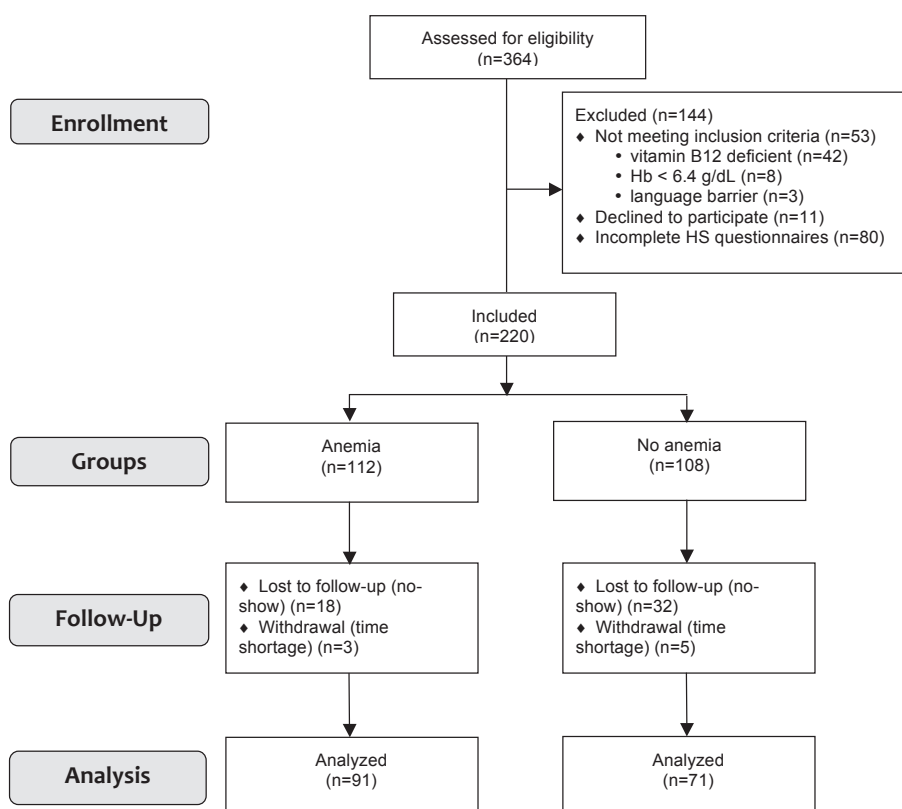 Assessed for eligibility
(n=364)
Enrollment
Excluded (n=144)
♦ Not meeting inclusion criteria (n=53)
• vitamin B12 deficient (n=42)
• Hb < 6.4 g/dL (n=8)
• language barrier (n=3)
♦ Declined to participate (n=11)
♦ Incomplete HS questionnaires (n=80)
Included
(n=220)
Groups
Anemia
(n=112)
No anemia
(n=108)
Follow-Up
♦ Lost to follow-up (no-
show) (n=18)
♦ Withdrawal (time
shortage) (n=3)
♦ Lost to follow-up (no-
show) (n=32)
♦ Withdrawal (time
shortage) (n=5)
Analysis
Analyzed
(n=91)
Analyzed
(n=71)